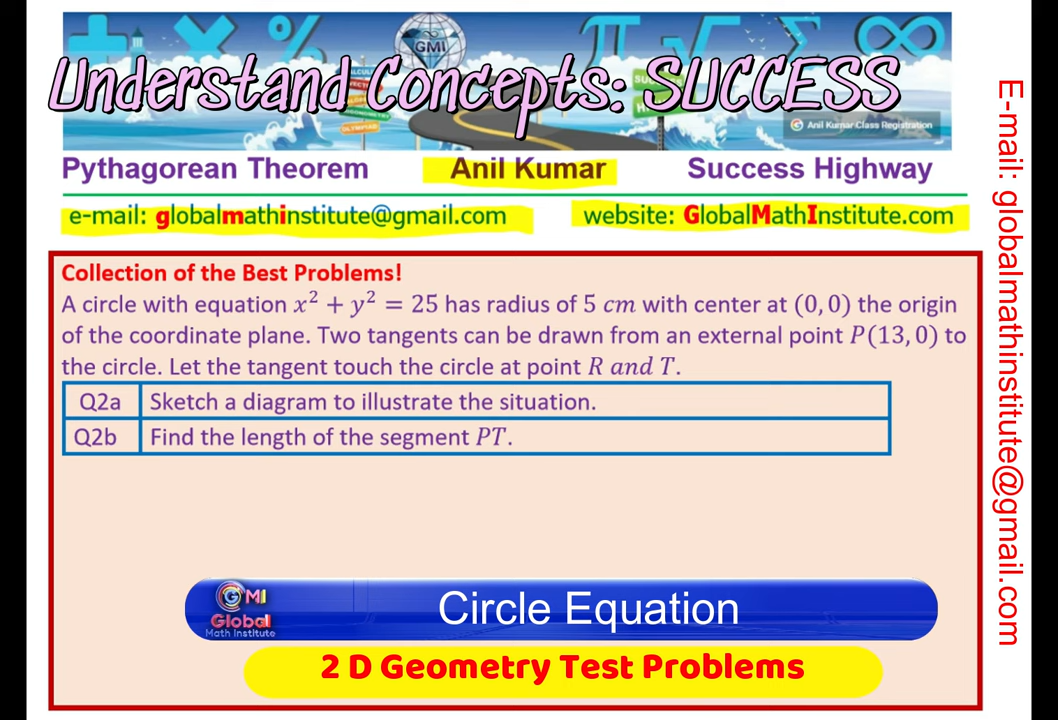 GMI
Understand Concepts: SUCCESS
Anil Kumar Class Registration
Pythagorean Theorem Anil Kumar Success Highway
e-mail: globalmathinstitute@gmail.com website: GlobalMathInstitute.com
E-mail: globalmathinstitute@gmail.com
Collection of the Best Problems!
A circle with equation x² + y² = 25 has radius of 5 cm with center at (0, 0) the origin
of the coordinate plane. Two tangents can be drawn from an external point P(13, 0) to
the circle. Let the tangent touch the circle at point R and T.
Q2a Sketch a diagram to illustrate the situation.
Q2b Find the length of the segment PT.
GMI
Global
Math Institute
Circle Equation
2 D Geometry Test Problems